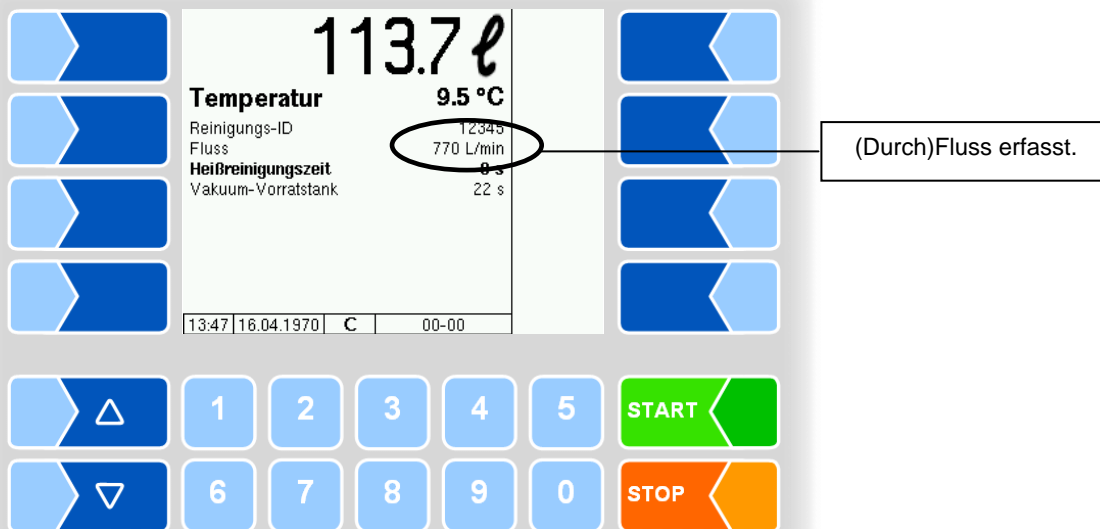 113.7 ℓ
Temperatur 9.5 °C
Reinigungs-ID 12345
Fluss 770 L/min
Heißreinigungszeit 8 s
Vakuum-Vorratstank 22 s
13:47 16.04.1970 C 00-00
(Durch)Fluss erfasst.
1 2 3 4 5 START
6 7 8 9 0 STOP